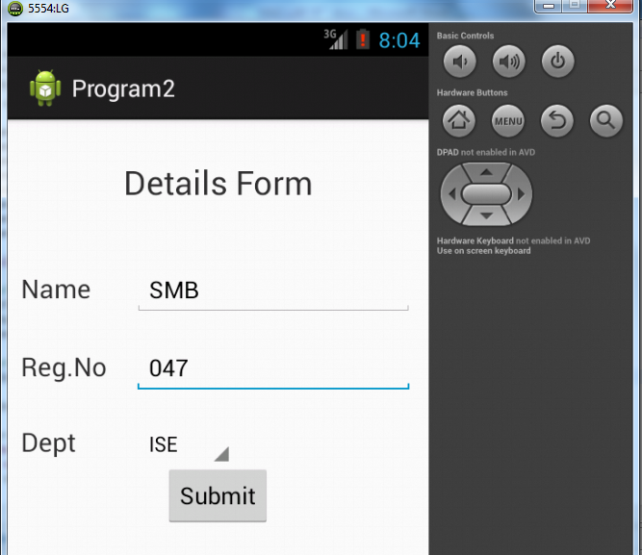 5554:LG
3G 8:04
Program2
Details Form
Name SMB
Reg.No 047
Dept ISE
Submit
Basic Controls
Hardware Buttons
MENU
DPAD not enabled in AVD
Hardware Keyboard not enabled in AVD
Use on screen keyboard